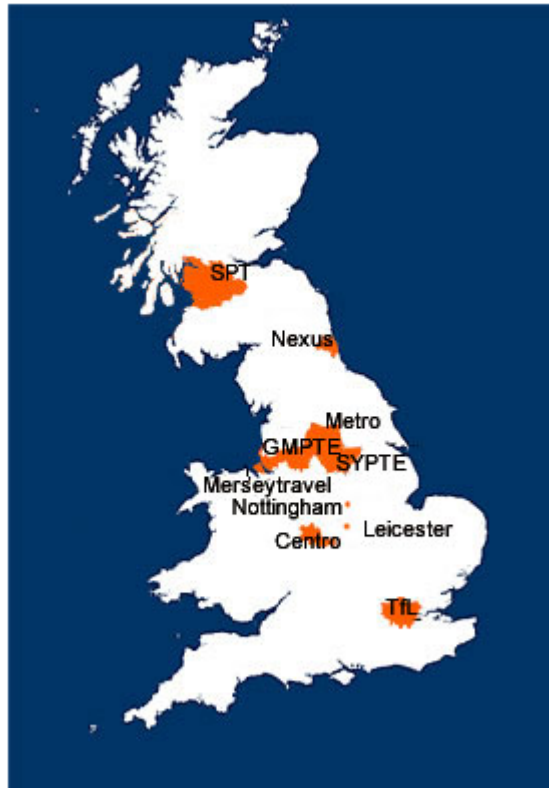 SPT
Nexus
Metro
GMPTE
SYPTE
Merseytravel
Nottingham
Leicester
Centro
TfL